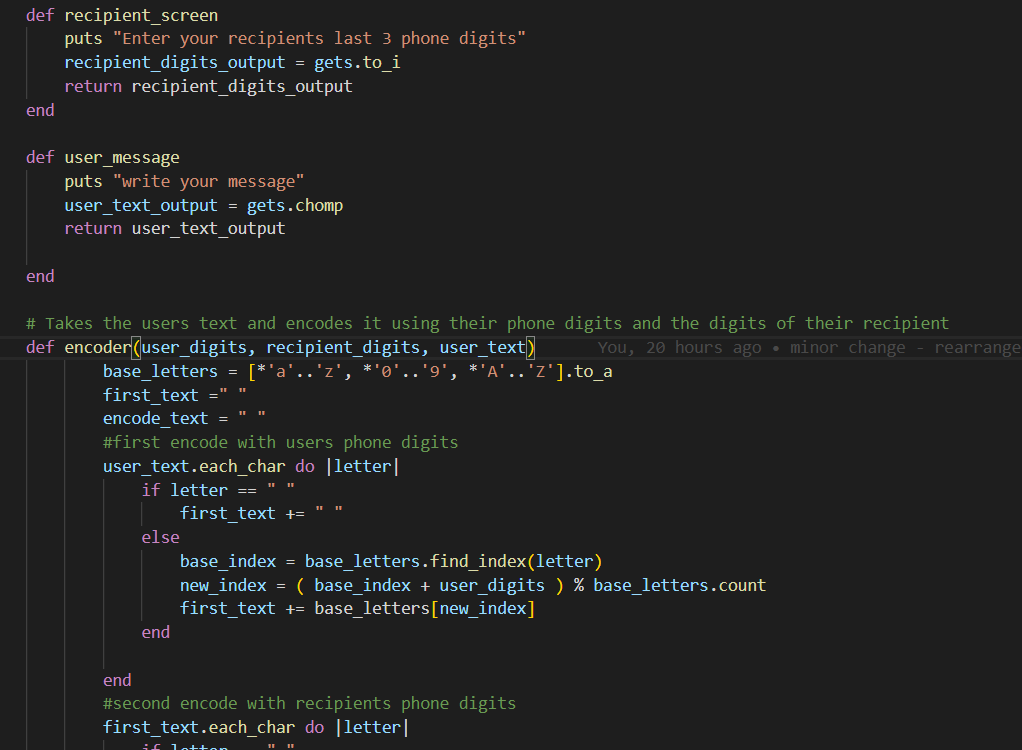 def recipient_screen
    puts "Enter your recipients last 3 phone digits"
    recipient_digits_output = gets.to_i
    return recipient_digits_output
end
def user_message
    puts "write your message"
    user_text_output = gets.chomp
    return user_text_output
end
# Takes the users text and encodes it using their phone digits and the digits of their recipient
def encoder(user_digits, recipient_digits, user_text) You, 20 hours ago • minor change - rearrange
        base_letters = [*'a'..'z', *'0'..'9', *'A'..'Z'].to_a
        first_text =" "
        encode_text = " "
        #first encode with users phone digits
        user_text.each_char do |letter|
            if letter == " "
                first_text += " "
            else
                base_index = base_letters.find_index(letter)
                new_index = ( base_index + user_digits ) % base_letters.count
                first_text += base_letters[new_index]
            end
        end
        #second encode with recipients phone digits
        first_text.each_char do |letter|
            if letter == " "